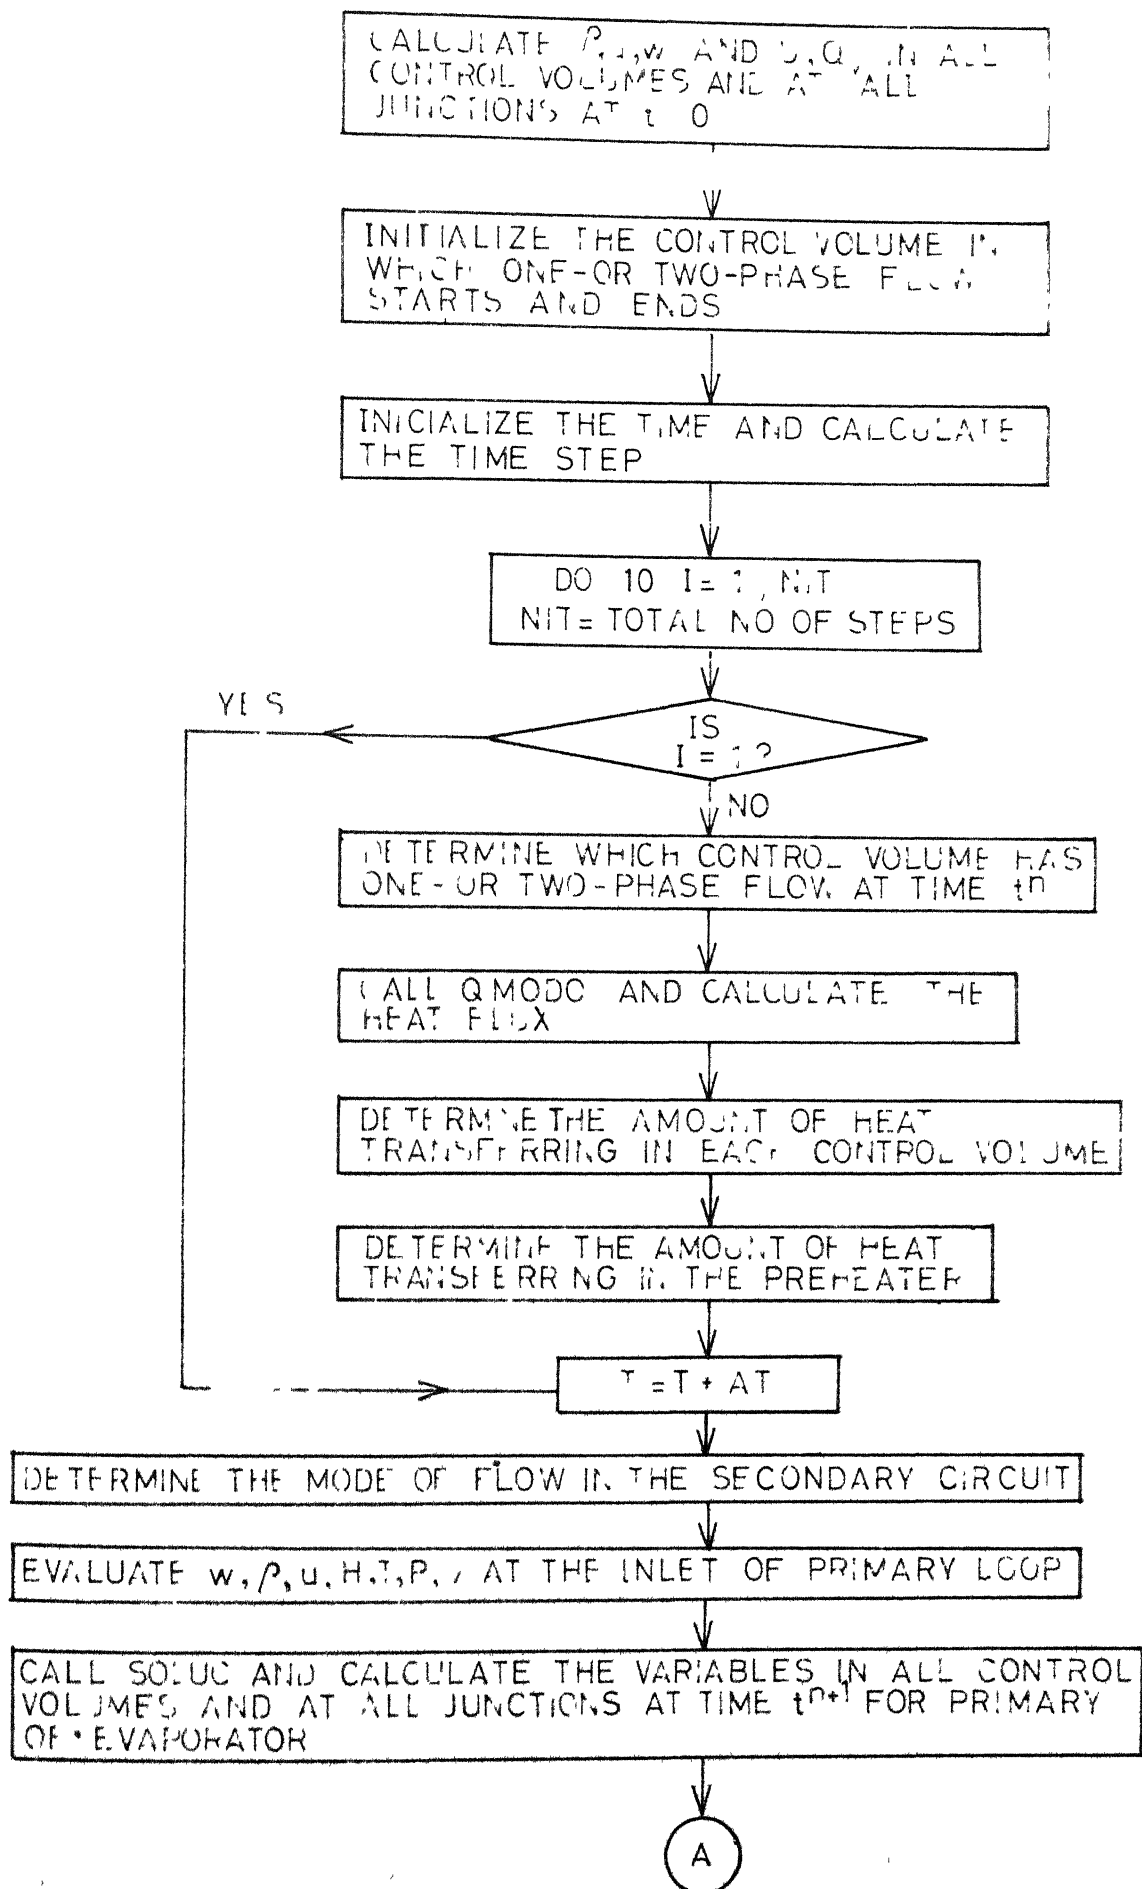 CALCULATE ρ, w AND Q, IN ALL
CONTROL VOLUMES AND AT ALL
JUNCTIONS AT t 0
INITIALIZE THE CONTROL VOLUME IN
WHICH ONE-OR TWO-PHASE FLOW
STARTS AND ENDS
INICIALIZE THE TIME AND CALCULATE
THE TIME STEP
DO 10 I = 1, NIT
NIT = TOTAL NO OF STEPS
YES
IS
I = 1 ?
NO
DETERMINE WHICH CONTROL VOLUME HAS
ONE-OR TWO-PHASE FLOW AT TIME tⁿ
CALL QMODO AND CALCULATE THE
HEAT FLUX
DETERMINE THE AMOUNT OF HEAT
TRANSFERRING IN EACH CONTROL VOLUME
DETERMINE THE AMOUNT OF HEAT
TRANSFERRING IN THE PREHEATER
T = T + AT
DETERMINE THE MODE OF FLOW IN THE SECONDARY CIRCUIT
EVALUATE w, ρ, u, H, T, P, AT THE INLET OF PRIMARY LOOP
CALL SOLUC AND CALCULATE THE VARIABLES IN ALL CONTROL
VOLUMES AND AT ALL JUNCTIONS AT TIME tⁿ⁺¹ FOR PRIMARY
OF EVAPORATOR
A